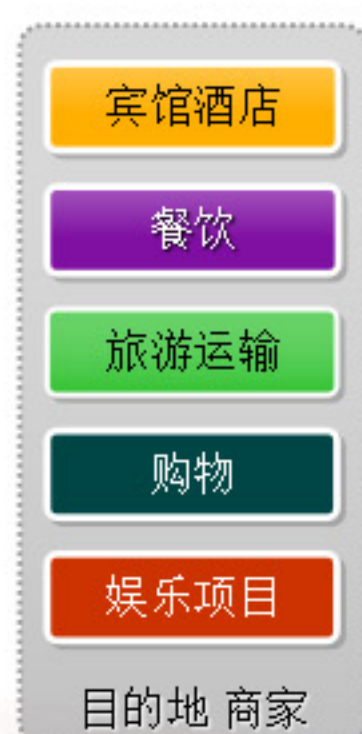 宾馆酒店
餐饮
旅游运输
购物
娱乐项目
目的地 商家